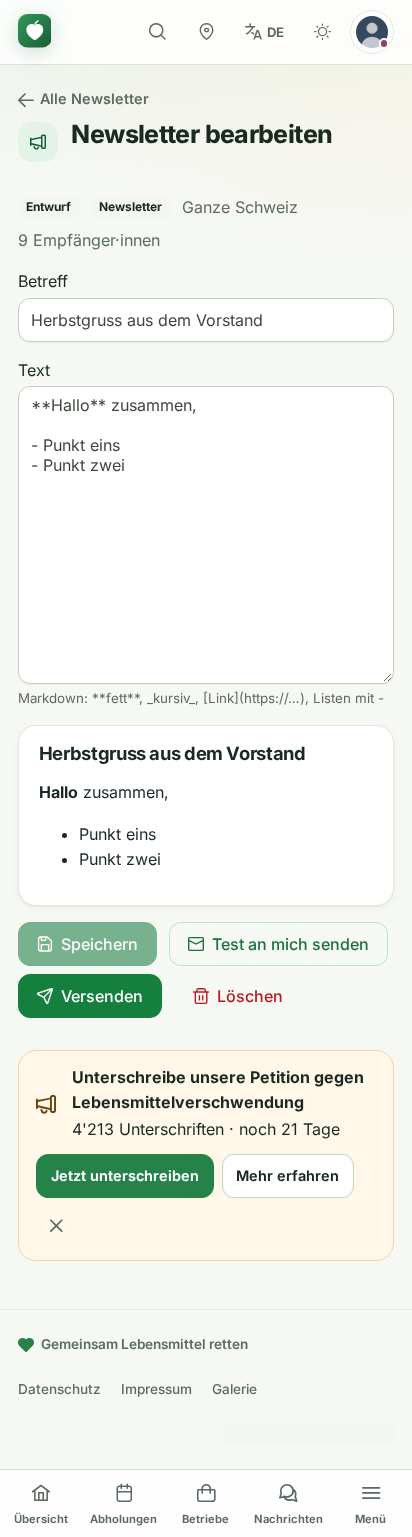 DE
Alle Newsletter
Newsletter bearbeiten
Entwurf Newsletter Ganze Schweiz
9 Empfänger·innen
Betreff
Herbstgruss aus dem Vorstand
Text
**Hallo** zusammen,
- Punkt eins
- Punkt zwei
Markdown: **fett**, _kursiv_, [Link](https://…), Listen mit -
Herbstgruss aus dem Vorstand
Hallo zusammen,
• Punkt eins
• Punkt zwei
Speichern Test an mich senden
Versenden Löschen
Unterschreibe unsere Petition gegen
Lebensmittelverschwendung
4'213 Unterschriften · noch 21 Tage
Jetzt unterschreiben Mehr erfahren
Gemeinsam Lebensmittel retten
Datenschutz Impressum Galerie
Übersicht Abholungen Betriebe Nachrichten Menü